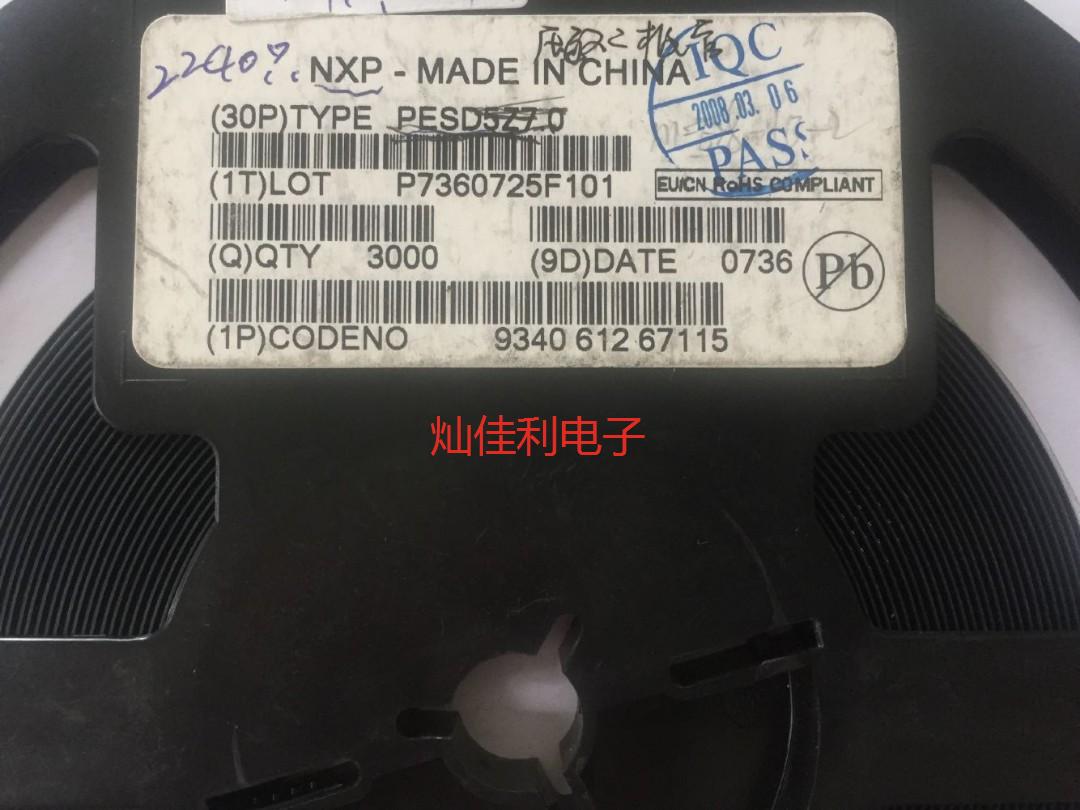 NXP - MADE IN CHINA
IQC
2008.03.06
PASS
(30P)TYPE PESD5Z7.0
(1T)LOT P7360725F101
EU/CN RoHS COMPLIANT
(Q)QTY 3000 (9D)DATE 0736
Pb
(1P)CODENO 9340 612 67115
灿佳利电子